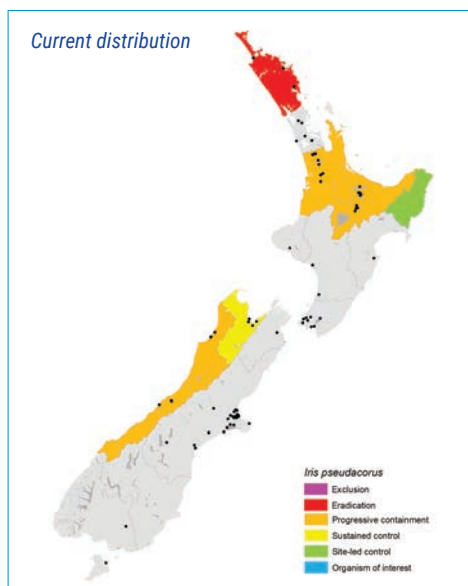 Current distribution
Iris pseudacorus
Exclusion
Eradication
Progressive containment
Sustained control
Site-led control
Organism of interest